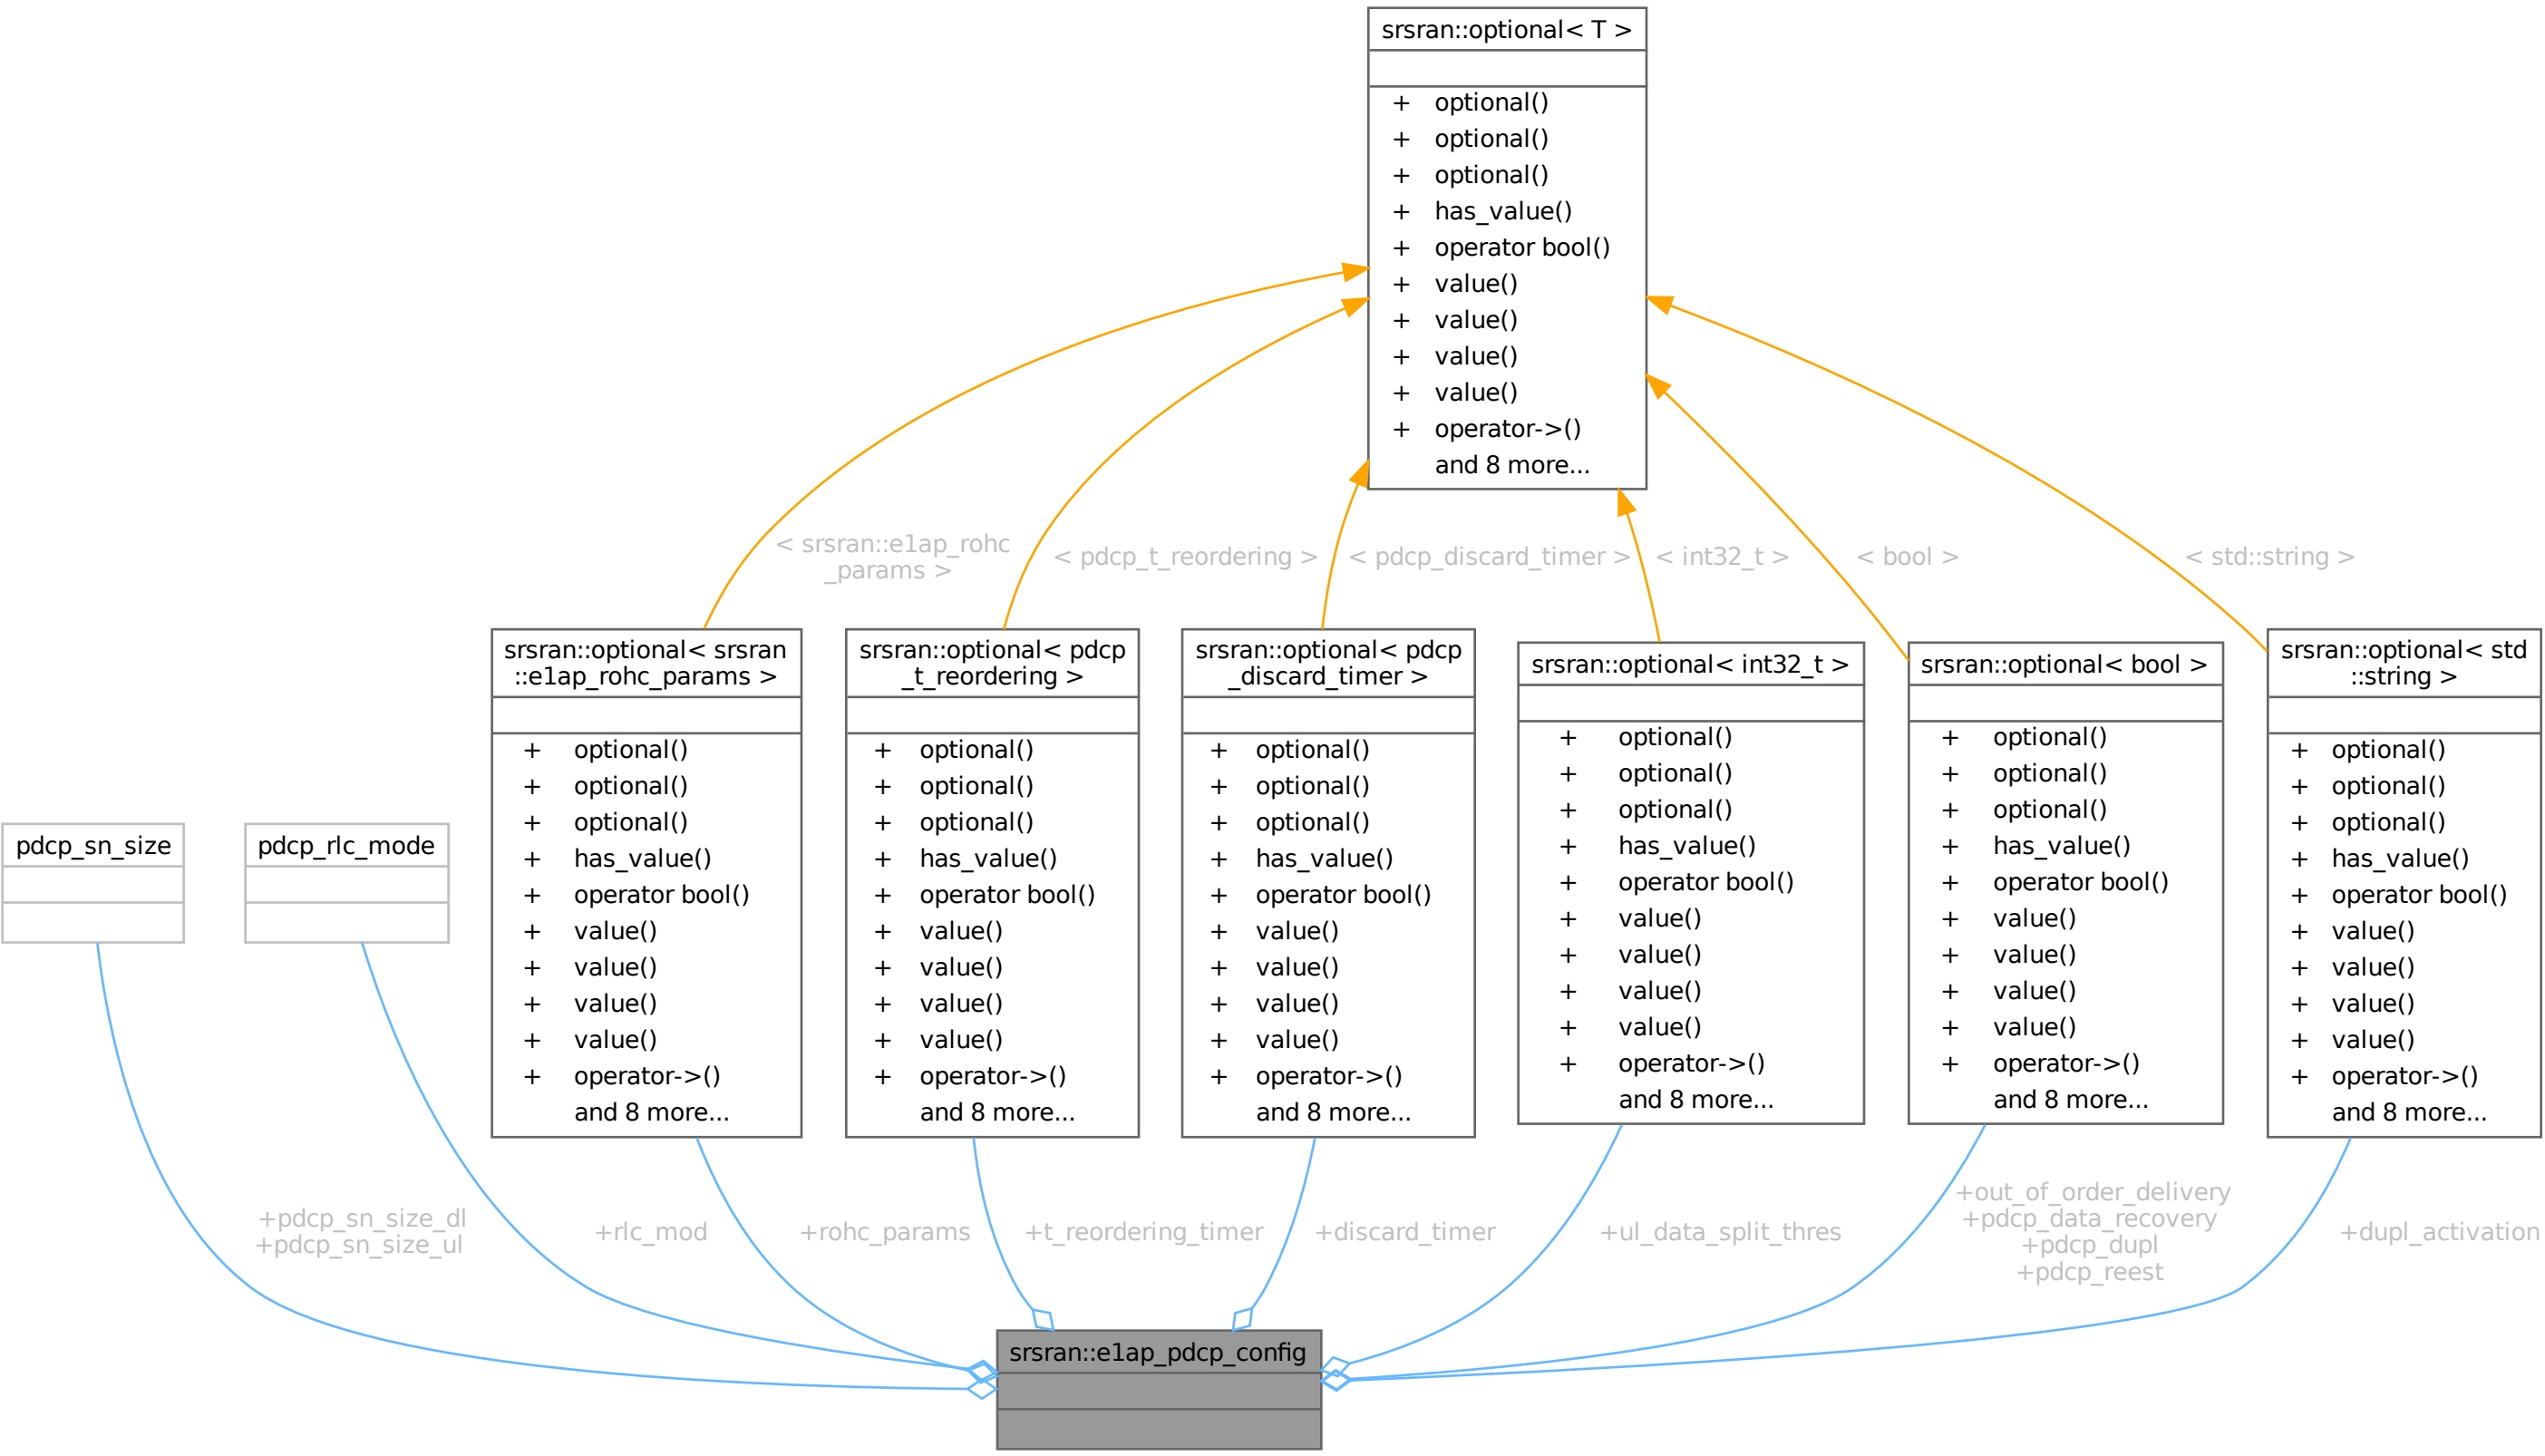 srsran::optional< T >
+ optional()
+ optional()
+ optional()
+ has_value()
+ operator bool()
+ value()
+ value()
+ value()
+ value()
+ operator->()
and 8 more...
< srsran::e1ap_rohc
_params >
< pdcp_t_reordering >
< pdcp_discard_timer >
< int32_t >
< bool >
< std::string >
pdcp_sn_size
pdcp_rlc_mode
srsran::optional< srsran
::e1ap_rohc_params >
+ optional()
+ optional()
+ optional()
+ has_value()
+ operator bool()
+ value()
+ value()
+ value()
+ value()
+ operator->()
and 8 more...
srsran::optional< pdcp
_t_reordering >
+ optional()
+ optional()
+ optional()
+ has_value()
+ operator bool()
+ value()
+ value()
+ value()
+ value()
+ operator->()
and 8 more...
srsran::optional< pdcp
_discard_timer >
+ optional()
+ optional()
+ optional()
+ has_value()
+ operator bool()
+ value()
+ value()
+ value()
+ value()
+ operator->()
and 8 more...
srsran::optional< int32_t >
+ optional()
+ optional()
+ optional()
+ has_value()
+ operator bool()
+ value()
+ value()
+ value()
+ value()
+ operator->()
and 8 more...
srsran::optional< bool >
+ optional()
+ optional()
+ optional()
+ has_value()
+ operator bool()
+ value()
+ value()
+ value()
+ value()
+ operator->()
and 8 more...
srsran::optional< std
::string >
+ optional()
+ optional()
+ optional()
+ has_value()
+ operator bool()
+ value()
+ value()
+ value()
+ value()
+ operator->()
and 8 more...
+pdcp_sn_size_dl
+pdcp_sn_size_ul
+rlc_mod
+rohc_params
+t_reordering_timer
+discard_timer
+ul_data_split_thres
+out_of_order_delivery
+pdcp_data_recovery
+pdcp_dupl
+pdcp_reest
+dupl_activation
srsran::e1ap_pdcp_config